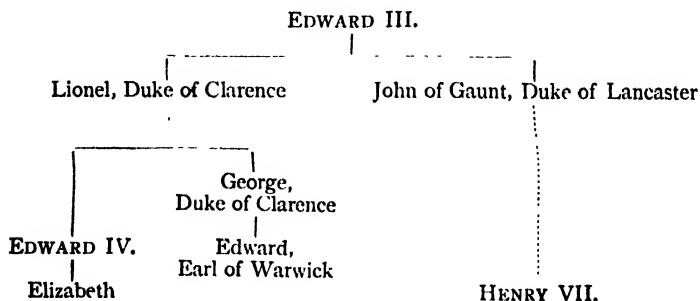 EDWARD III.
Lionel, Duke of Clarence
John of Gaunt, Duke of Lancaster
George,
Duke of Clarence
EDWARD IV.
Edward,
Earl of Warwick
Elizabeth
HENRY VII.